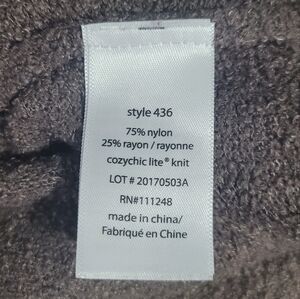 style 436
75% nylon
25% rayon / rayonne
cozychic lite® knit
LOT # 20170503A
RN#111248
made in china/
Fabriqué en Chine